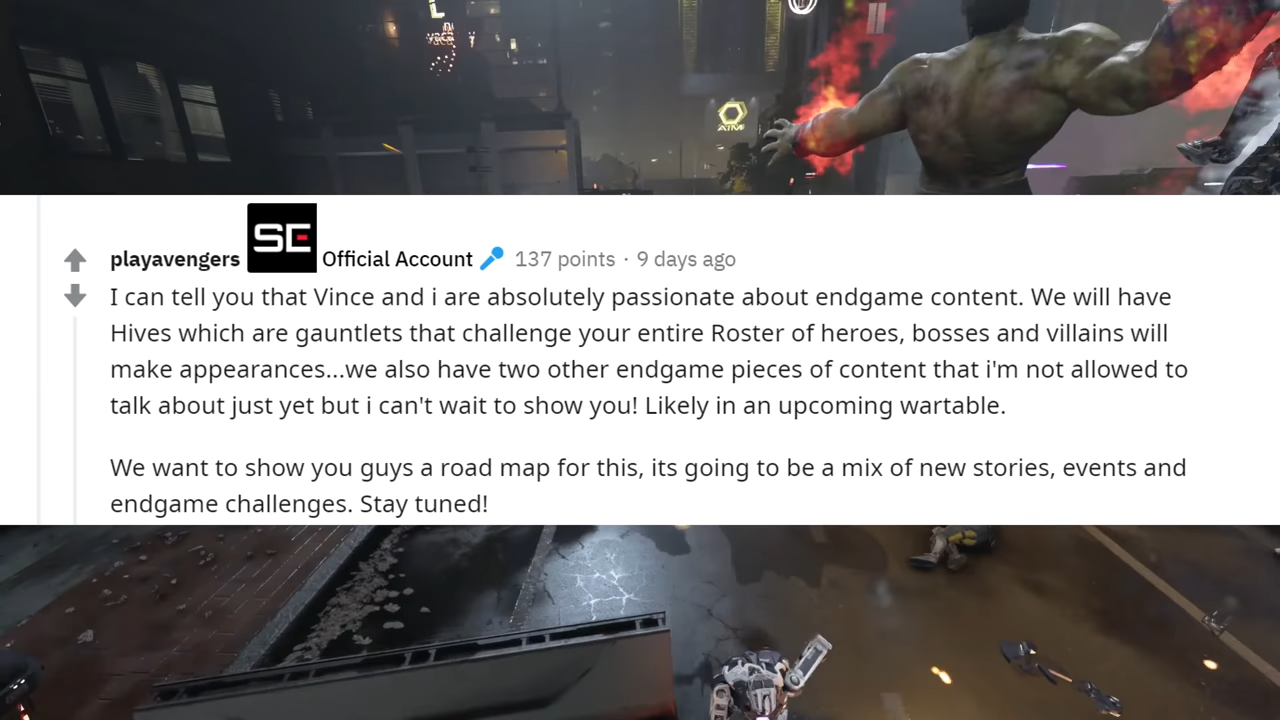 AIM
playavengers SE Official Account 137 points · 9 days ago
I can tell you that Vince and i are absolutely passionate about endgame content. We will have
Hives which are gauntlets that challenge your entire Roster of heroes, bosses and villains will
make appearances...we also have two other endgame pieces of content that i'm not allowed to
talk about just yet but i can't wait to show you! Likely in an upcoming wartable.
We want to show you guys a road map for this, its going to be a mix of new stories, events and
endgame challenges. Stay tuned!